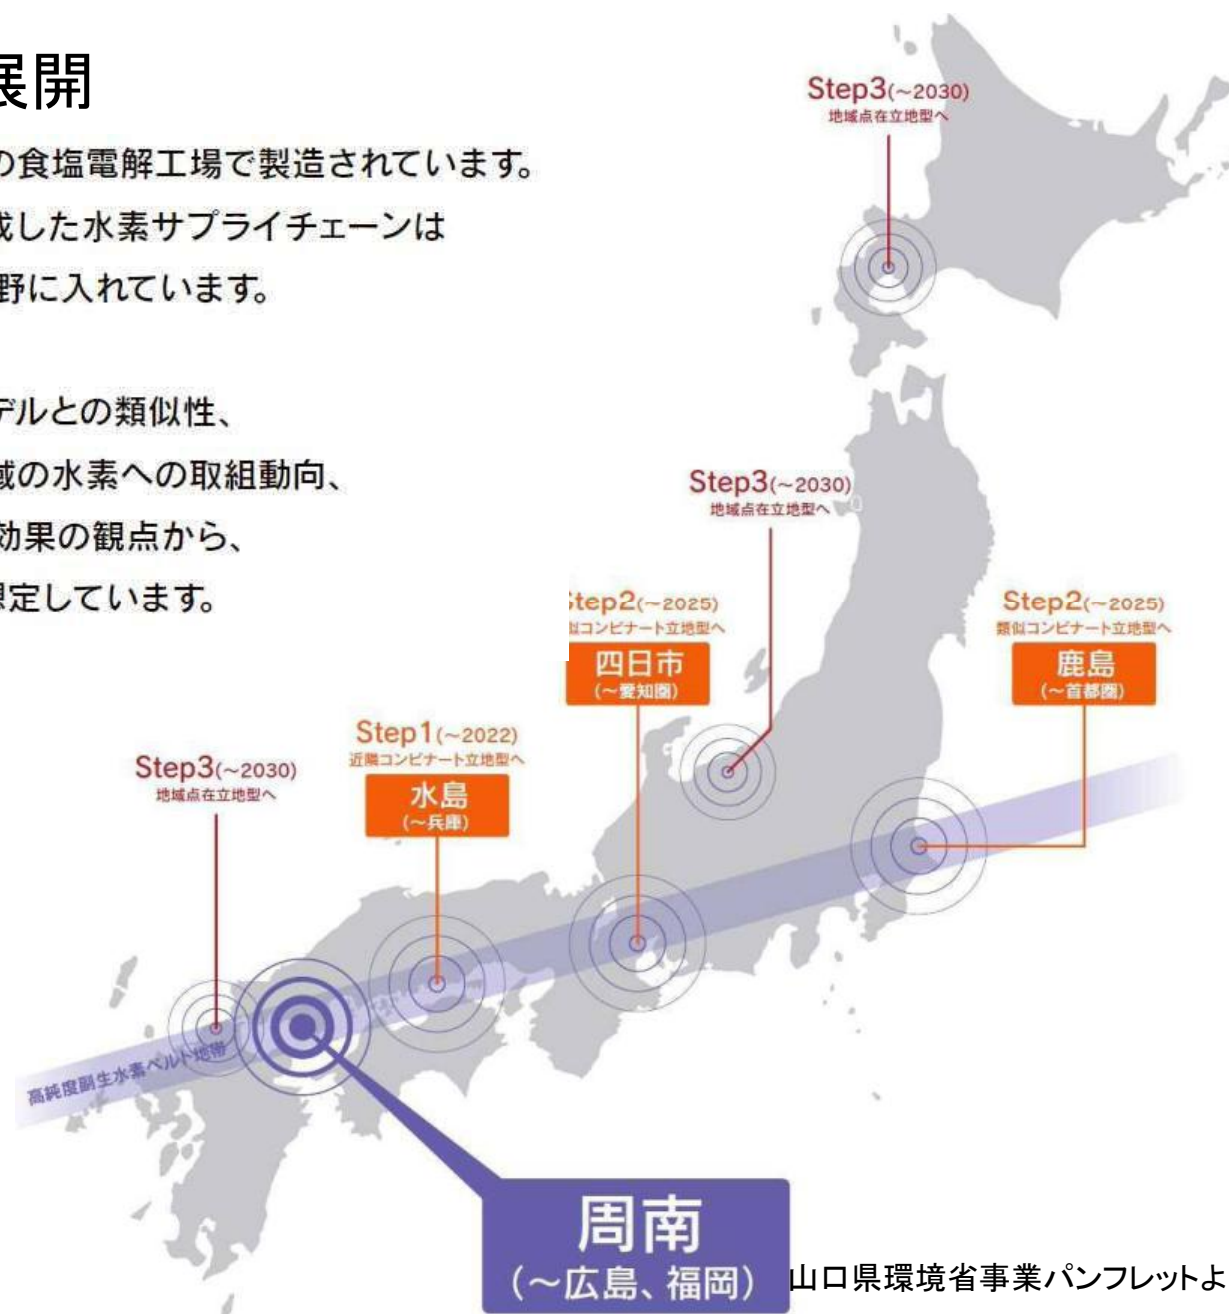 展開
の食塩電解工場で製造されています。
成した水素サプライチェーンは
野に入れています。
デルとの類似性、
域の水素への取組動向、
効果の観点から、
想定しています。
Step3(~2030)
地域点在立地型へ
Step3(~2030)
地域点在立地型へ
Step2(~2025)
似コンビナート立地型へ
四日市
(~愛知圏)
Step2(~2025)
類似コンビナート立地型へ
鹿島
(~首都圏)
Step1(~2022)
近隣コンビナート立地型へ
水島
(~兵庫)
Step3(~2030)
地域点在立地型へ
高純度副生水素ベルト地帯
周南
(~広島、福岡)
山口県環境省事業パンフレットよ